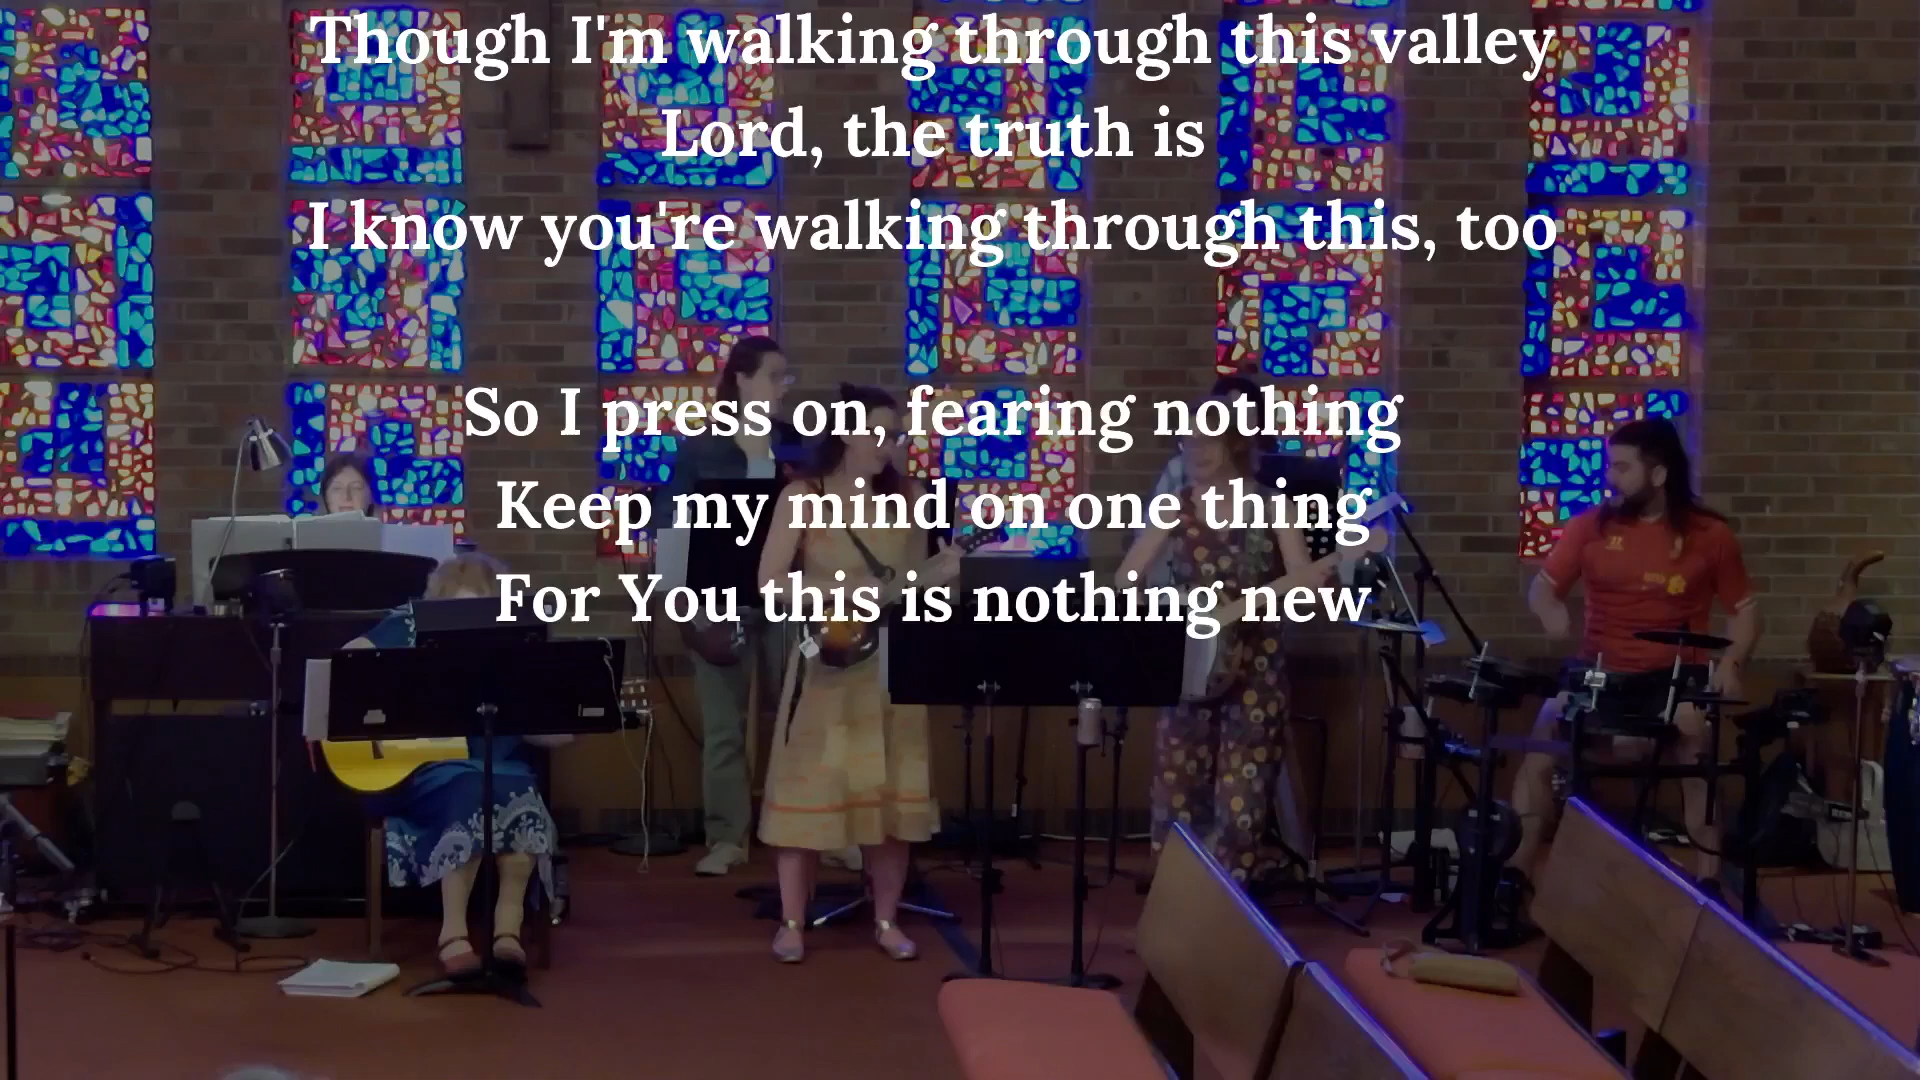 Though I'm walking through this valley
Lord, the truth is
I know you're walking through this, too
So I press on, fearing nothing
Keep my mind on one thing
For You this is nothing new